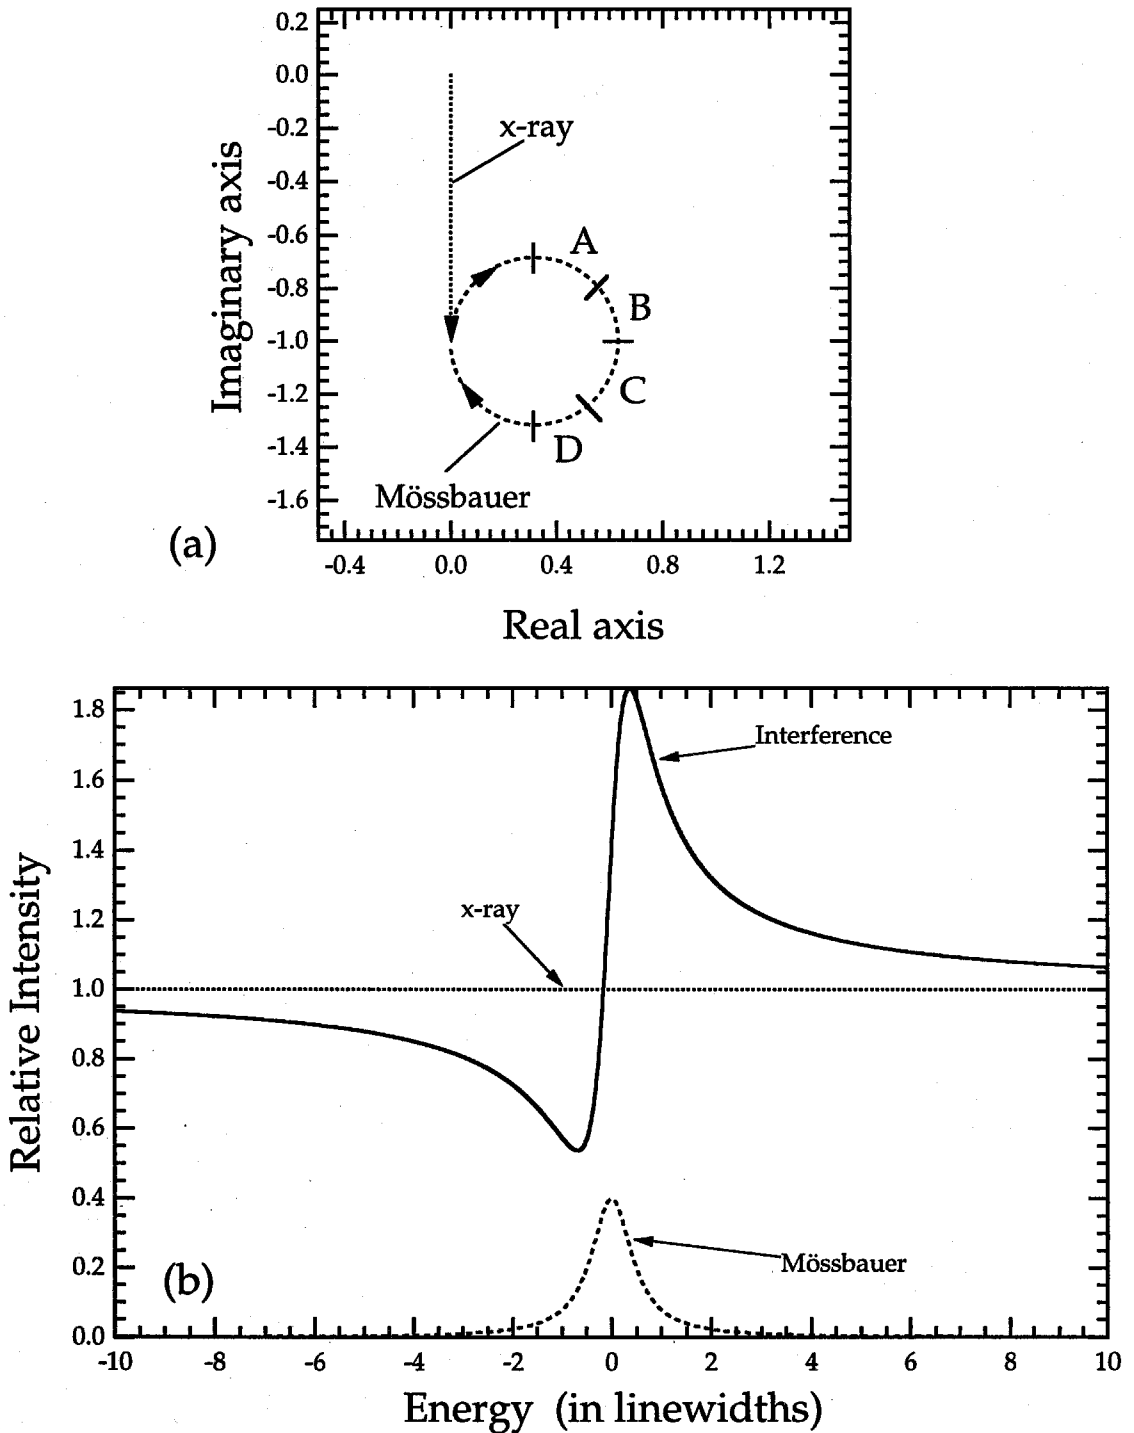 0.2
0.0
-0.2
-0.4
-0.6
-0.8
-1.0
-1.2
-1.4
-1.6
Imaginary axis
x-ray
A
B
C
D
Mössbauer
(a)
-0.4 0.0 0.4 0.8 1.2
Real axis
1.8
1.6
1.4
1.2
1.0
0.8
0.6
0.4
0.2
0.0
Relative Intensity
Interference
x-ray
Mössbauer
(b)
-10 -8 -6 -4 -2 0 2 4 6 8 10
Energy (in linewidths)